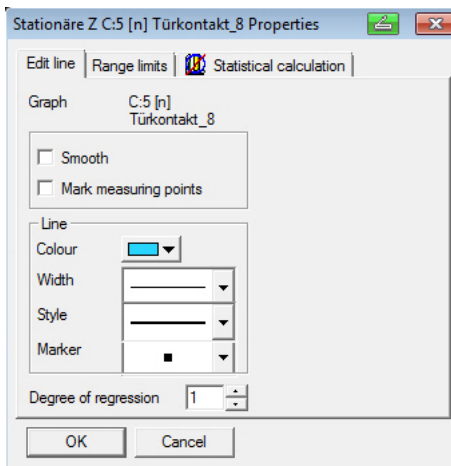 Stationäre Z C:5 [n] Türkontakt_8 Properties
Edit line Range limits Statistical calculation
Graph C:5 [n]
Türkontakt_8
Smooth
Mark measuring points
Line
Colour
Width
Style
Marker
Degree of regression 1
OK Cancel